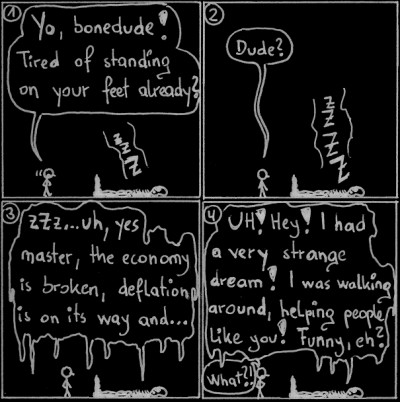 1
Yo, bonedude!
Tired of standing
on your feet already?
z
z
Z
2
Dude?
z
z
z
z
Z
3
zZz...uh, yes
master, the economy
is broken, deflation
is on its way and...
4
UH! Hey! I had
a very strange
dream! I was walking
around, helping people
like you! Funny, eh?
What?!